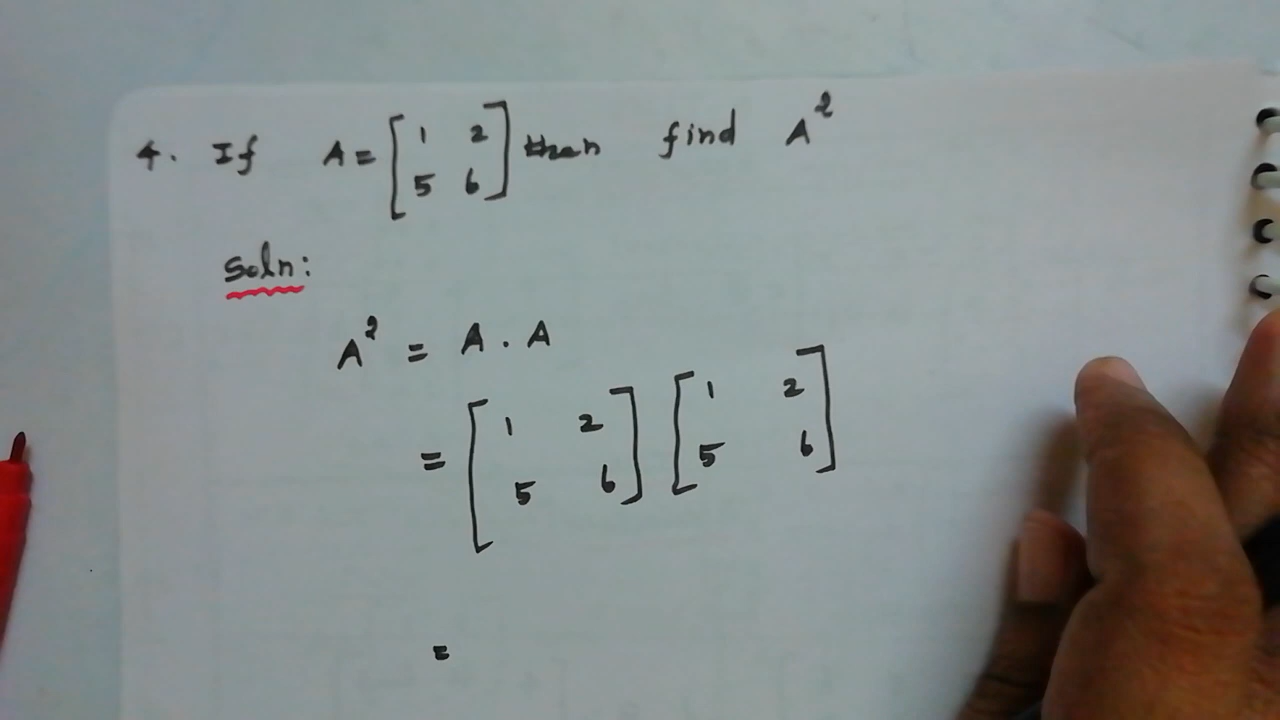 4. If A = [ 1 2 ; 5 6 ] then find A²
Soln:
A² = A . A
= [ 1 2 ; 5 6 ] [ 1 2 ; 5 6 ]
=